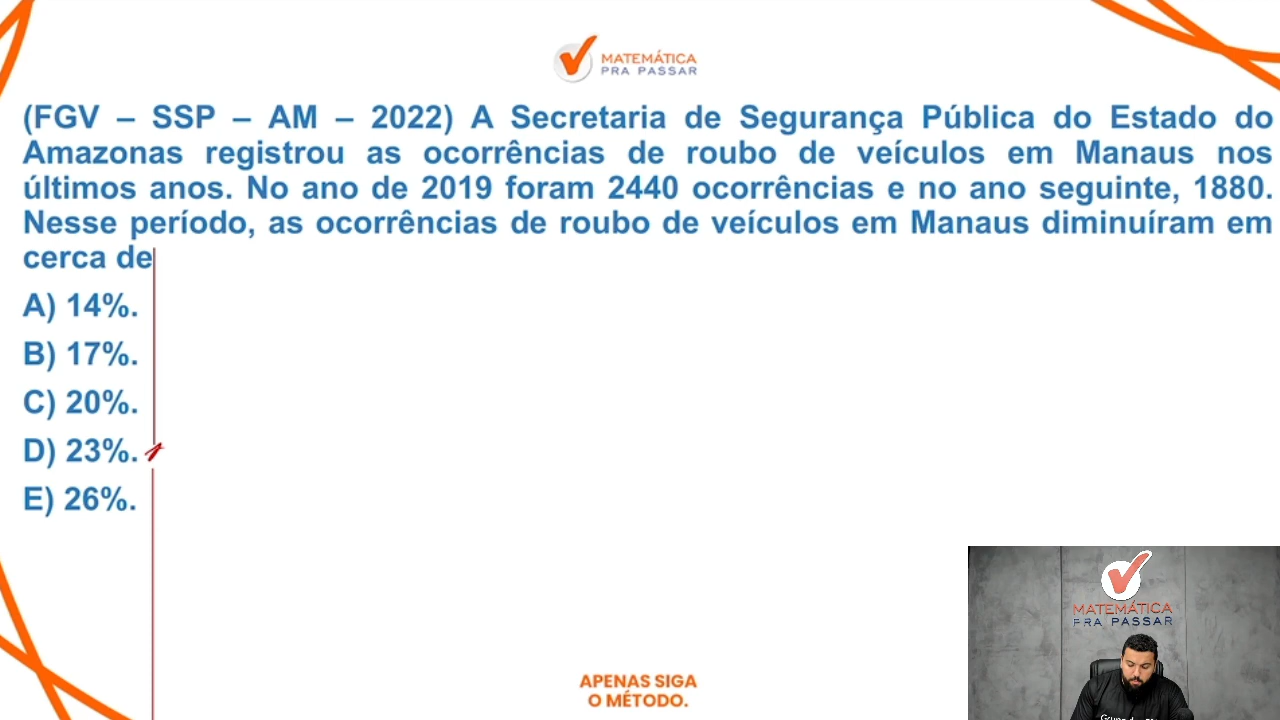 MATEMÁTICA
PRA PASSAR
(FGV – SSP – AM – 2022) A Secretaria de Segurança Pública do Estado do
Amazonas registrou as ocorrências de roubo de veículos em Manaus nos
últimos anos. No ano de 2019 foram 2440 ocorrências e no ano seguinte, 1880.
Nesse período, as ocorrências de roubo de veículos em Manaus diminuíram em
cerca de
A) 14%.
B) 17%.
C) 20%.
D) 23%.
E) 26%.
MATEMÁTICA
PRA PASSAR
APENAS SIGA
O MÉTODO.